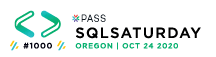 PASS
SQLSATURDAY
#1000
OREGON | OCT 24 2020